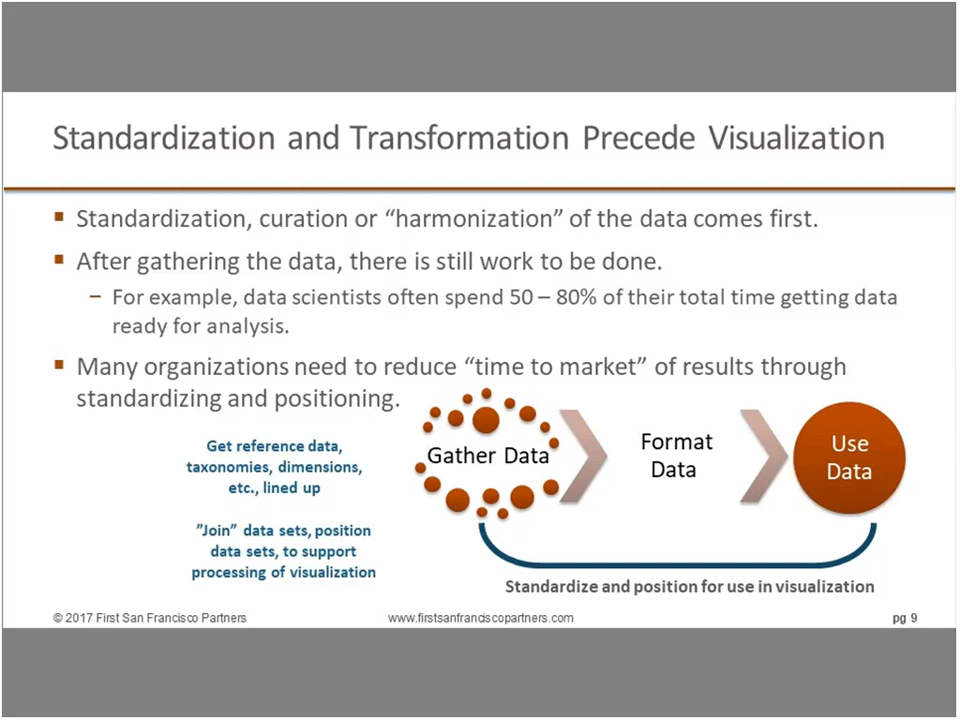 Standardization and Transformation Precede Visualization
▪ Standardization, curation or “harmonization” of the data comes first.
▪ After gathering the data, there is still work to be done.
– For example, data scientists often spend 50 – 80% of their total time getting data
ready for analysis.
▪ Many organizations need to reduce “time to market” of results through
standardizing and positioning.
Get reference data,
taxonomies, dimensions,
etc., lined up
”Join” data sets, position
data sets, to support
processing of visualization
Gather Data
Format
Data
Use
Data
Standardize and position for use in visualization
© 2017 First San Francisco Partners
www.firstsanfranciscopartners.com
pg 9